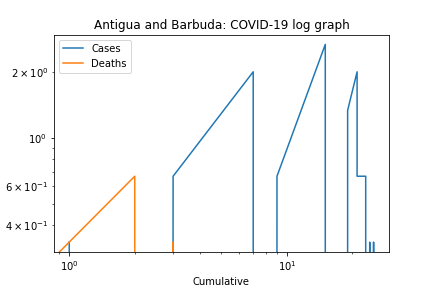 Antigua and Barbuda: COVID-19 log graph
Cases
Deaths
2 × 10⁰
10⁰
6 × 10⁻¹
4 × 10⁻¹
10⁰
10¹
Cumulative